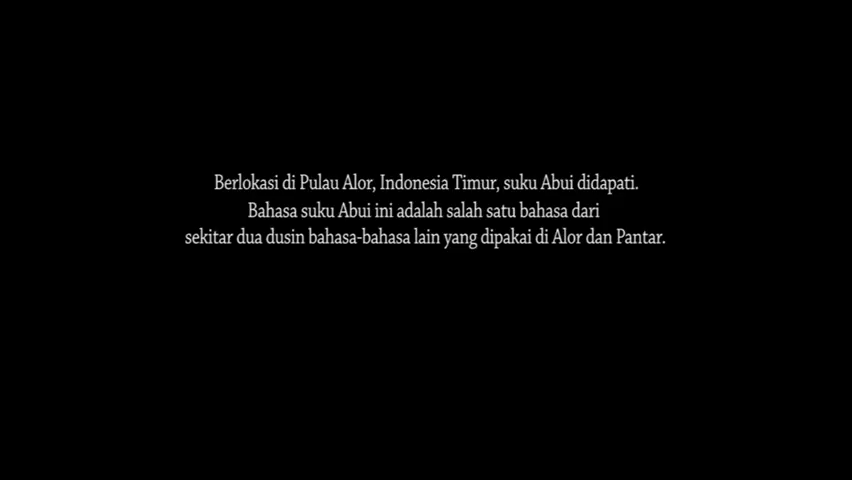 Berlokasi di Pulau Alor, Indonesia Timur, suku Abui didapati.
Bahasa suku Abui ini adalah salah satu bahasa dari
sekitar dua dusin bahasa-bahasa lain yang dipakai di Alor dan Pantar.